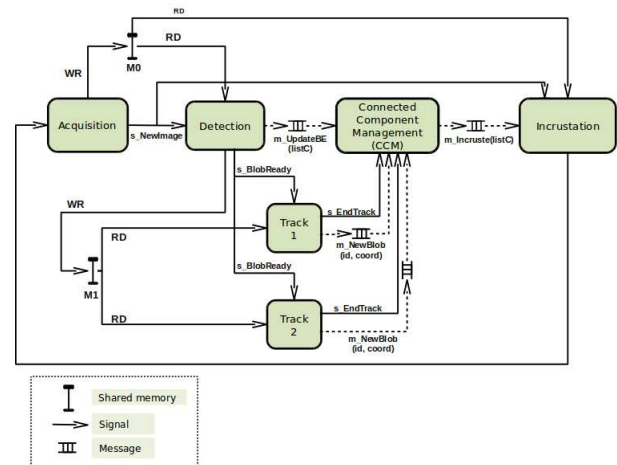 RD
RD
M0
WR
Acquisition
s_NewImage
Detection
m_UpdateBE
(listC)
Connected
Component
Management
(CCM)
m_Incruste(listC)
Incrustation
s_BlobReady
WR
s_EndTrack
RD
Track
1
m_NewBlob
(id, coord)
s_BlobReady
M1
s_EndTrack
RD
Track
2
m_NewBlob
(id, coord)
Shared memory
Signal
Message